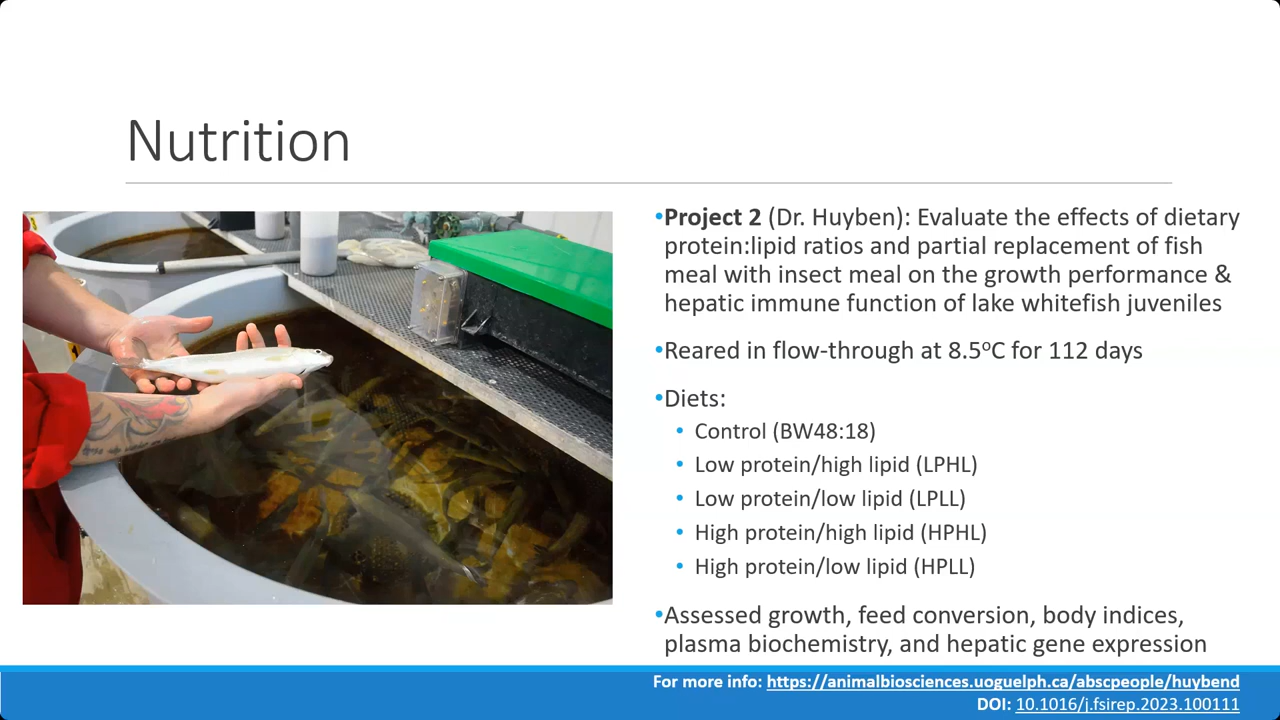 Nutrition
•Project 2 (Dr. Huyben): Evaluate the effects of dietary
protein:lipid ratios and partial replacement of fish
meal with insect meal on the growth performance &
hepatic immune function of lake whitefish juveniles
•Reared in flow-through at 8.5ºC for 112 days
•Diets:
• Control (BW48:18)
• Low protein/high lipid (LPHL)
• Low protein/low lipid (LPLL)
• High protein/high lipid (HPHL)
• High protein/low lipid (HPLL)
•Assessed growth, feed conversion, body indices,
plasma biochemistry, and hepatic gene expression
For more info: https://animalbiosciences.uoguelph.ca/abscpeople/huybend
DOI: 10.1016/j.fsirep.2023.100111